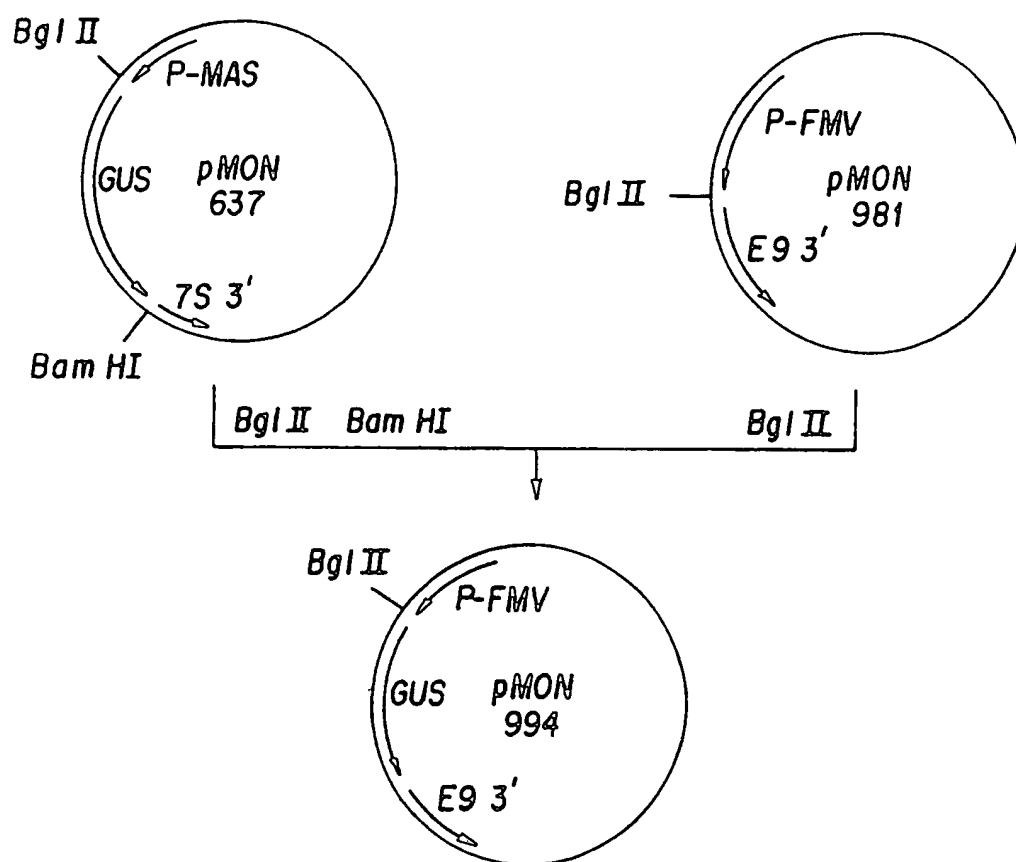 Bgl II
P-MAS
GUS
pMON
637
7S 3'
Bam HI
P-FMV
Bgl II
pMON
981
E9 3'
Bgl II Bam HI
Bgl II
Bgl II
P-FMV
GUS
pMON
994
E9 3'